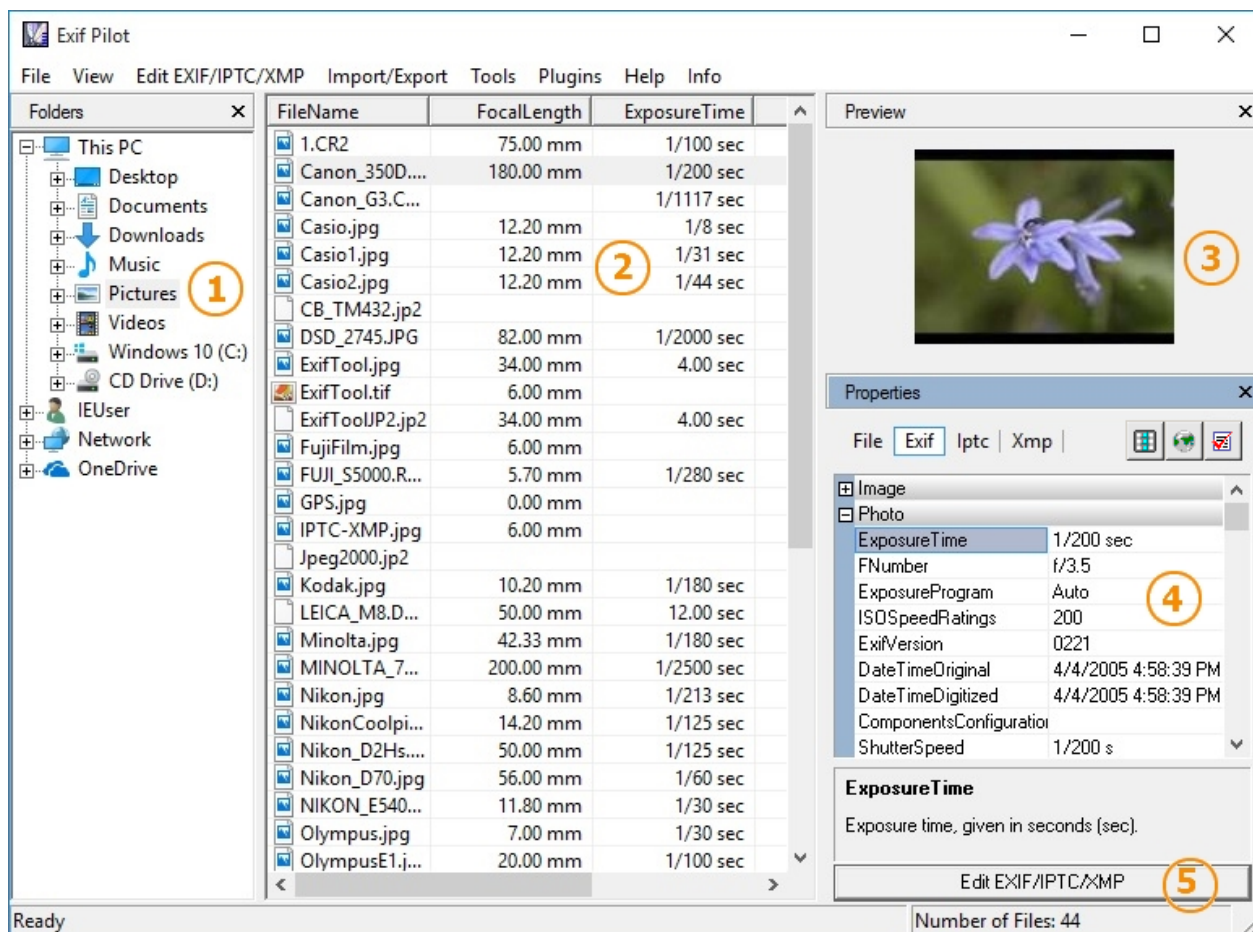 Exif Pilot
File View Edit EXIF/IPTC/XMP Import/Export Tools Plugins Help Info
Folders
This PC
Desktop
Documents
Downloads
Music
Pictures
1
Videos
Windows 10 (C:)
CD Drive (D:)
IEUser
Network
OneDrive
FileName FocalLength ExposureTime
1.CR2 75.00 mm 1/100 sec
Canon_350D.... 180.00 mm 1/200 sec
Canon_G3.C... 1/1117 sec
Casio.jpg 12.20 mm 1/8 sec
Casio1.jpg 12.20 mm 1/31 sec
2
Casio2.jpg 12.20 mm 1/44 sec
CB_TM432.jp2
DSD_2745.JPG 82.00 mm 1/2000 sec
ExifTool.jpg 34.00 mm 4.00 sec
ExifTool.tif 6.00 mm
ExifToolJP2.jp2 34.00 mm 4.00 sec
FujiFilm.jpg 6.00 mm
FUJI_S5000.R... 5.70 mm 1/280 sec
GPS.jpg 0.00 mm
IPTC-XMP.jpg 6.00 mm
Jpeg2000.jp2
Kodak.jpg 10.20 mm 1/180 sec
LEICA_M8.D... 50.00 mm 12.00 sec
Minolta.jpg 42.33 mm 1/180 sec
MINOLTA_7... 200.00 mm 1/2500 sec
Nikon.jpg 8.60 mm 1/213 sec
NikonCoolpi... 14.20 mm 1/125 sec
Nikon_D2Hs.... 50.00 mm 1/125 sec
Nikon_D70.jpg 56.00 mm 1/60 sec
NIKON_E540... 11.80 mm 1/30 sec
Olympus.jpg 7.00 mm 1/30 sec
OlympusE1.j... 20.00 mm 1/100 sec
Preview
3
Properties
File Exif Iptc Xmp
Image
Photo
ExposureTime 1/200 sec
FNumber f/3.5
ExposureProgram Auto
4
ISOSpeedRatings 200
ExifVersion 0221
DateTimeOriginal 4/4/2005 4:58:39 PM
DateTimeDigitized 4/4/2005 4:58:39 PM
ComponentsConfiguration
ShutterSpeed 1/200 s
ExposureTime
Exposure time, given in seconds (sec).
Edit EXIF/IPTC/XMP 5
Ready
Number of Files: 44